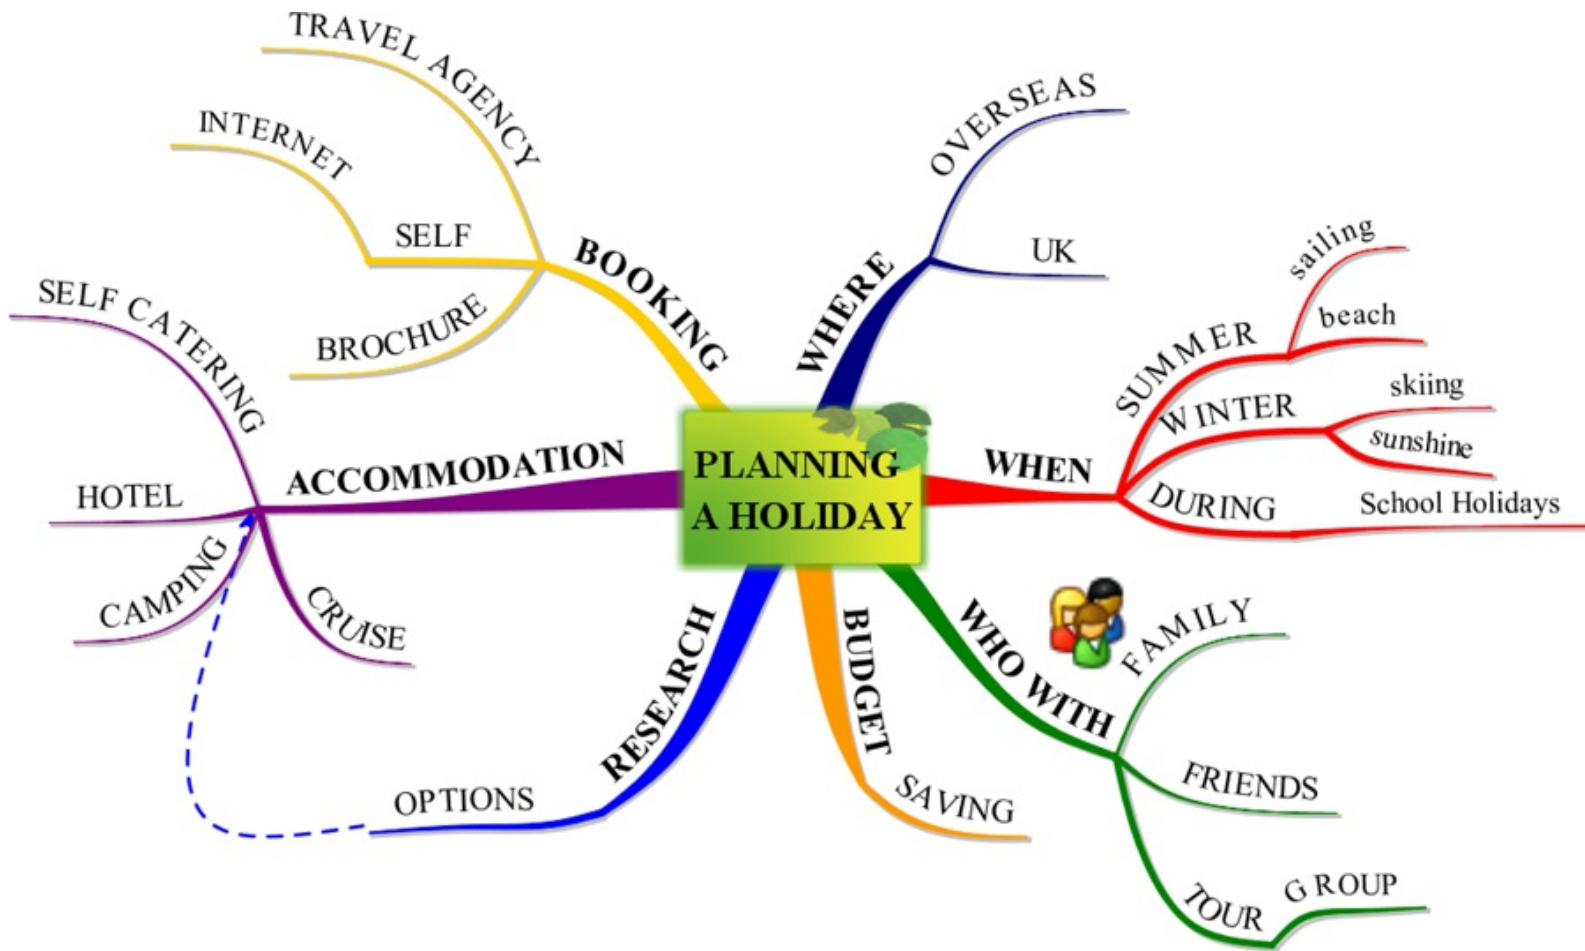 PLANNING
A HOLIDAY
WHERE
OVERSEAS
UK
WHEN
SUMMER
sailing
beach
WINTER
skiing
sunshine
DURING
School Holidays
WHO WITH
FAMILY
FRIENDS
TOUR
G ROUP
BUDGET
SAVING
RESEARCH
OPTIONS
ACCOMMODATION
SELF CATERING
HOTEL
CAMPING
CRUISE
BOOKING
TRAVEL AGENCY
SELF
INTERNET
BROCHURE